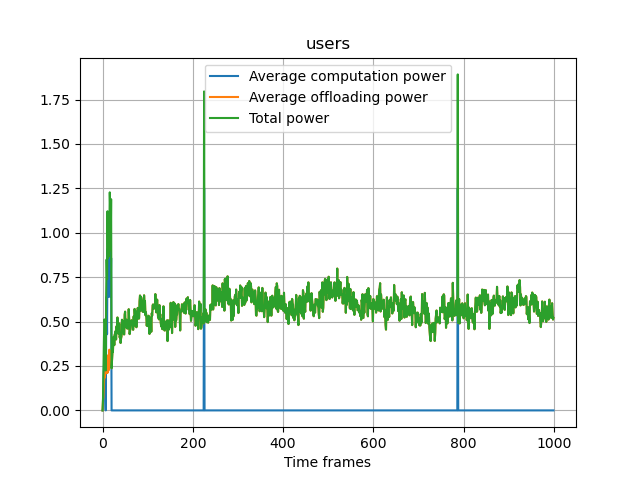 users
Average computation power
Average offloading power
Total power
1.75
1.50
1.25
1.00
0.75
0.50
0.25
0.00
0 200 400 600 800 1000
Time frames